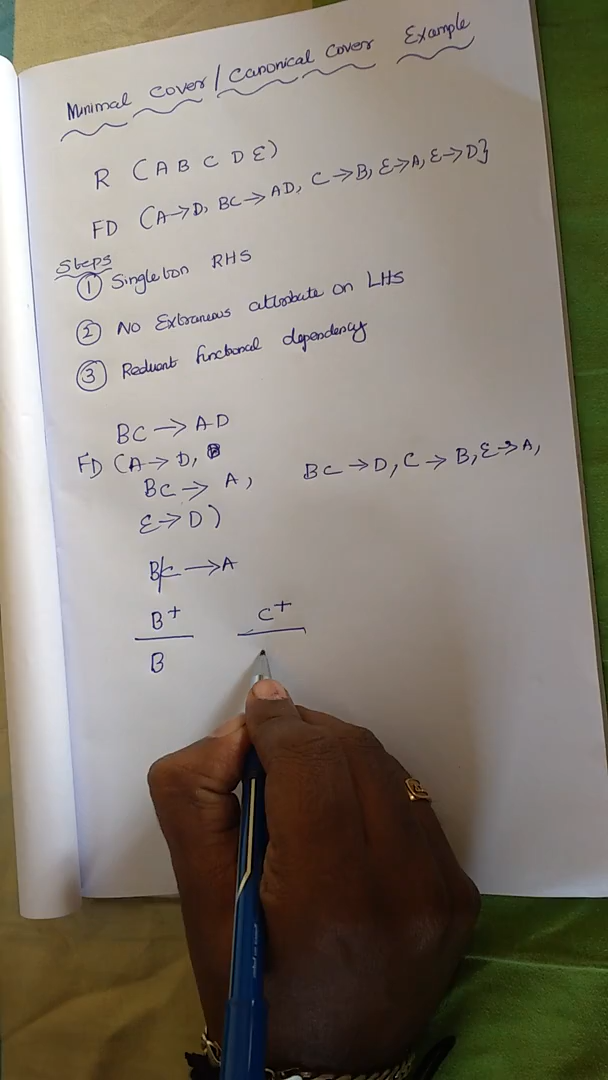 Minimal Cover / Canonical Cover Example
R (A B C D E)
FD (A→D, BC→AD, C→B, E→A, E→D}
Steps
① Singleton RHS
② No Extraneous attribute on LHS
③ Reduant functional dependency
BC → AD
FD (A→D, B
BC → A, BC →D, C → B, E→A,
E→D)
BC → A
B+ C+
B